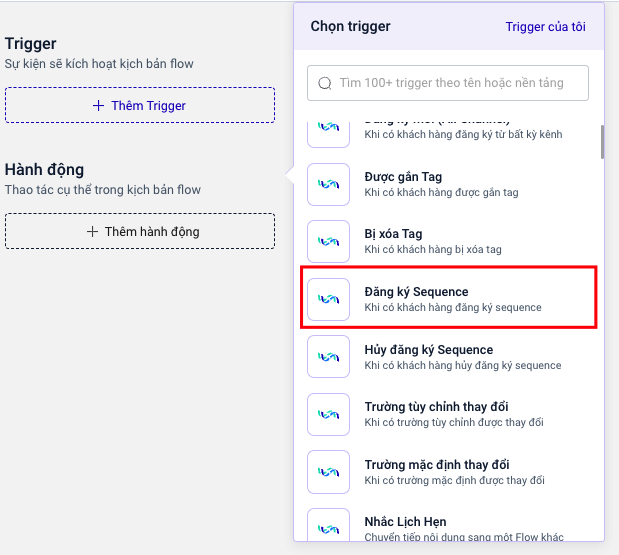 Trigger
Sự kiện sẽ kích hoạt kịch bản flow
+ Thêm Trigger
Hành động
Thao tác cụ thể trong kịch bản flow
+ Thêm hành động
Chọn trigger
Trigger của tôi
Tìm 100+ trigger theo tên hoặc nền tảng
Khi có khách hàng đăng ký từ bất kỳ kênh
Được gắn Tag
Khi có khách hàng được gắn tag
Bị xóa Tag
Khi có khách hàng bị xóa tag
Đăng ký Sequence
Khi có khách hàng đăng ký sequence
Hủy đăng ký Sequence
Khi có khách hàng hủy đăng ký sequence
Trường tùy chỉnh thay đổi
Khi có trường tùy chỉnh được thay đổi
Trường mặc định thay đổi
Khi có trường mặc định được thay đổi
Nhắc Lịch Hẹn
Chuyển tiếp nội dung sang một Flow khác